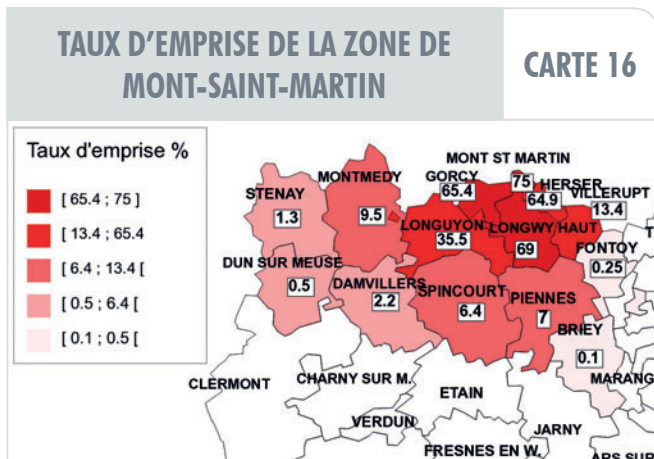 TAUX D'EMPRISE DE LA ZONE DE
MONT-SAINT-MARTIN
CARTE 16
Taux d'emprise %
[ 65.4 ; 75 ]
[ 13.4 ; 65.4
[ 6.4 ; 13.4 [
[ 0.5 ; 6.4 [
[ 0.1 ; 0.5 [
MONT ST MARTIN
75
GORCY
65.4
HERSER
64.9
VILLERUPT
13.4
MONTMEDY
9.5
STENAY
1.3
LONGUYON
35.5
LONGWY HAUT
69
FONTOY
0.25
DUN SUR MEUSE
0.5
DAMVILLERS
2.2
SPINCOURT
6.4
PIENNES
7
BRIEY
0.1
CLERMONT
CHARNY SUR M.
ETAIN
MARANG
VERDUN
JARNY
FRESNES EN W.
ARS SUR